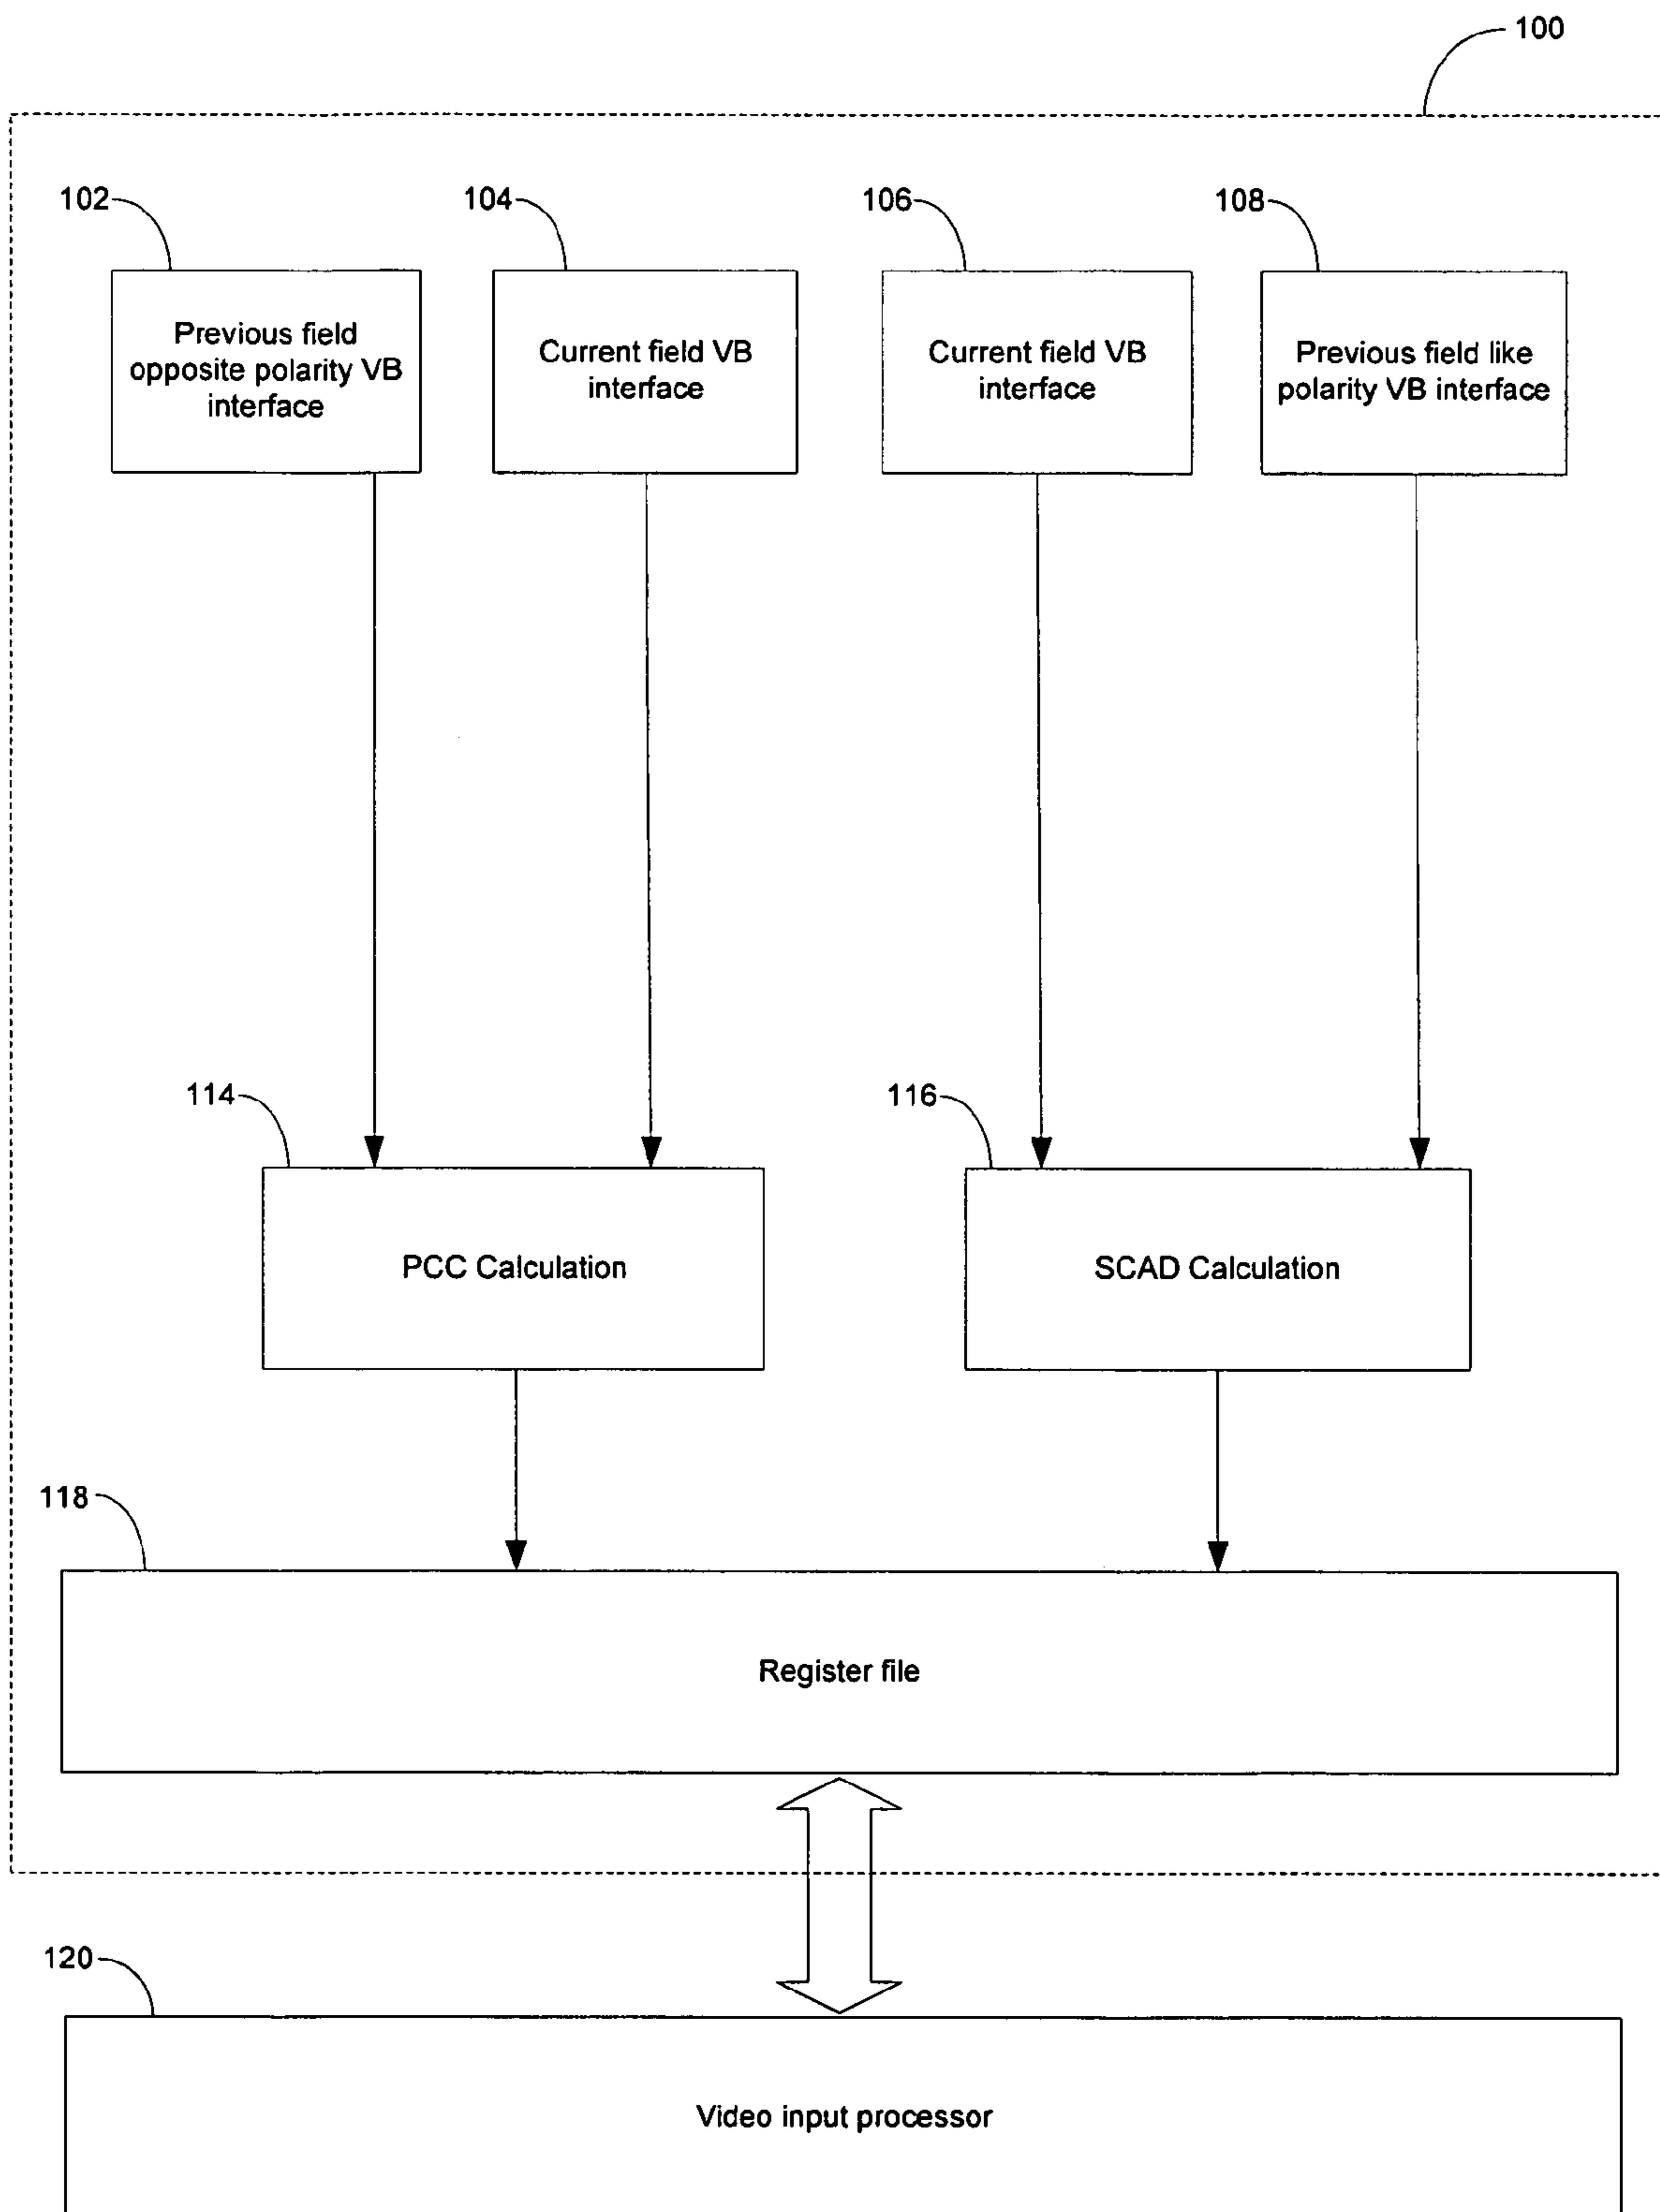 100
102
104
106
108
Previous field
opposite polarity VB
interface
Current field VB
interface
Current field VB
interface
Previous field like
polarity VB interface
114
116
PCC Calculation
SCAD Calculation
118
Register file
120
Video input processor